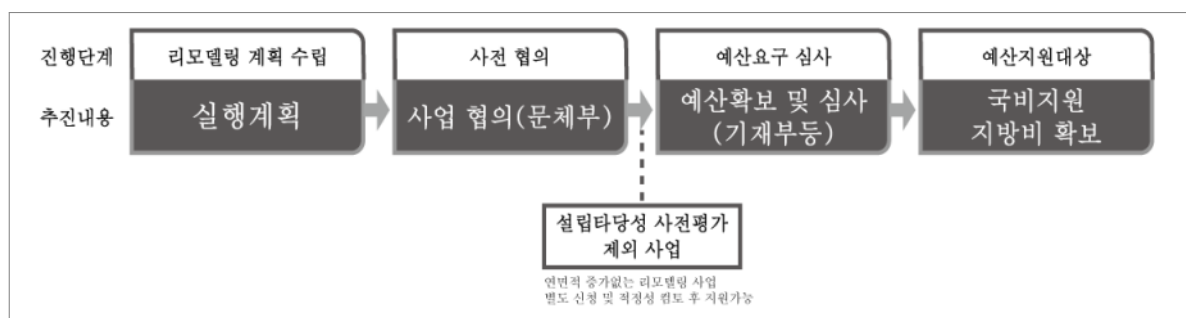 진행단계
리모델링 계획 수립
사전 협의
예산요구 심사
예산지원대상
추진내용
실행계획
사업 협의(문체부)
예산확보 및 심사
(기재부등)
국비지원
지방비 확보
설립타당성 사전평가
제외 사업
연면적 증가없는 리모델링 사업
별도 신청 및 적정성 컴토 후 지원가능